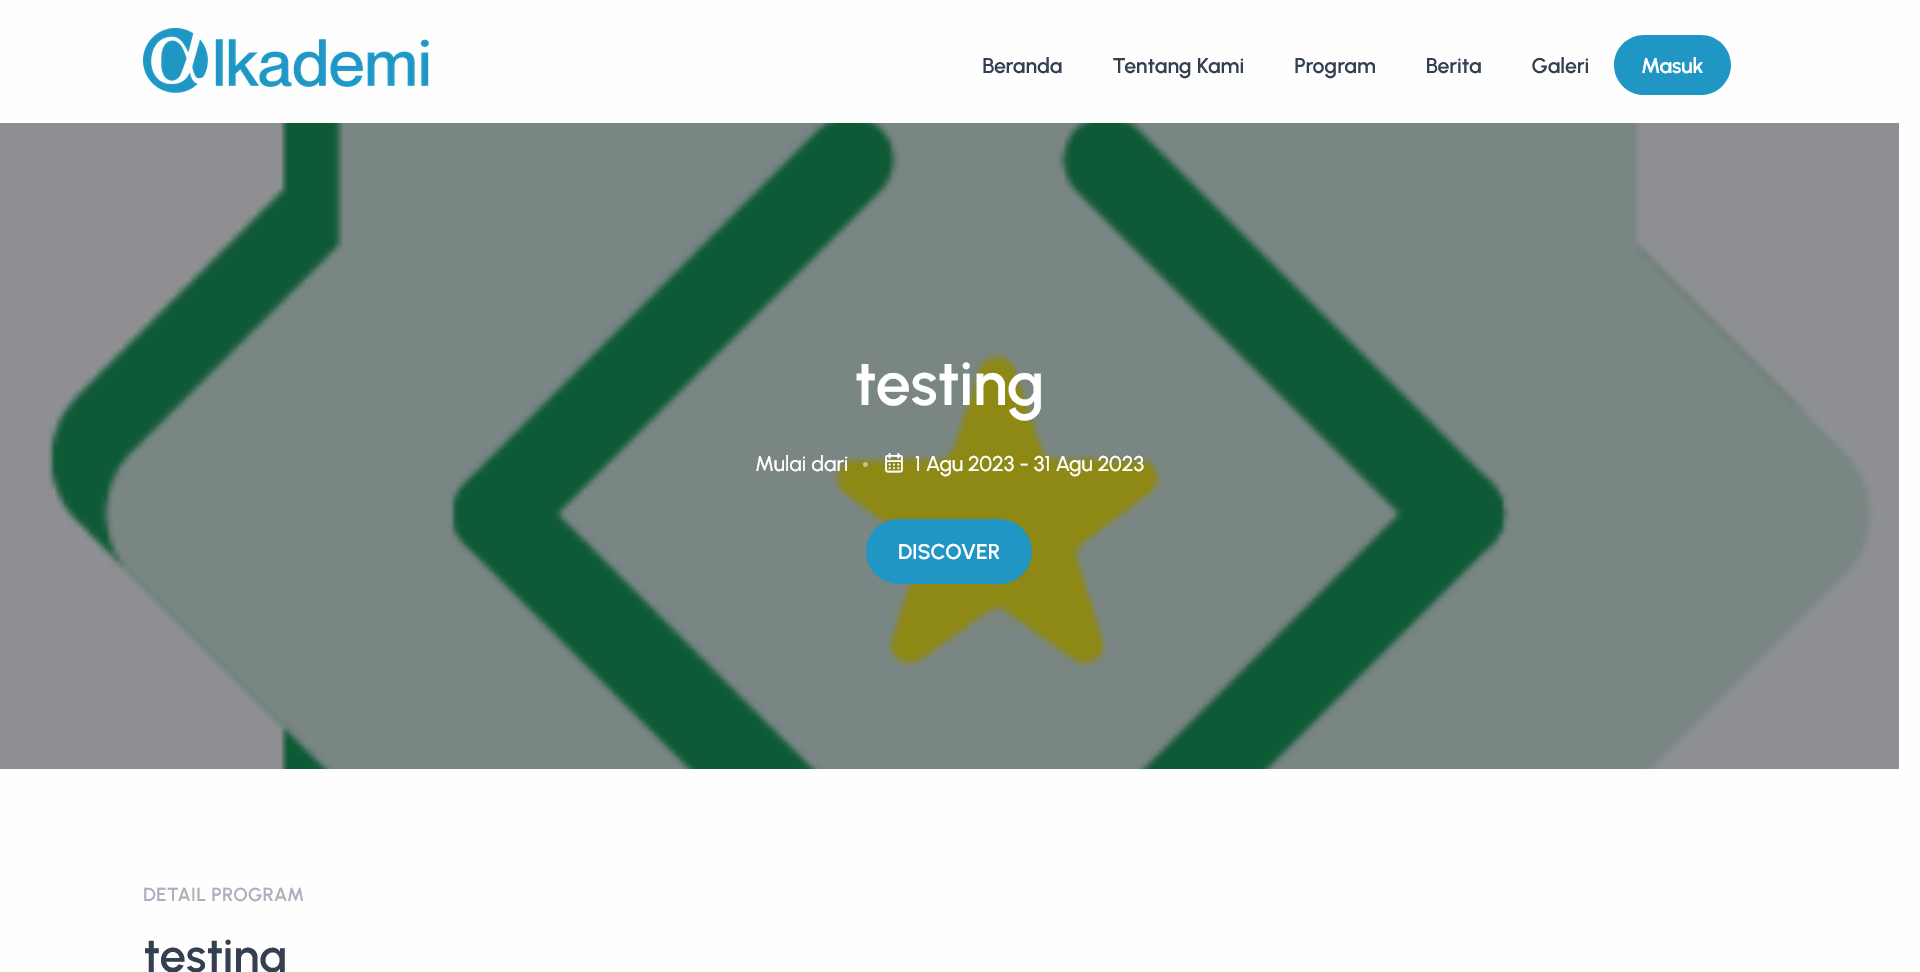 alkademi
Beranda Tentang Kami Program Berita Galeri Masuk
testing
Mulai dari • 1 Agu 2023 - 31 Agu 2023
DISCOVER
DETAIL PROGRAM
testing